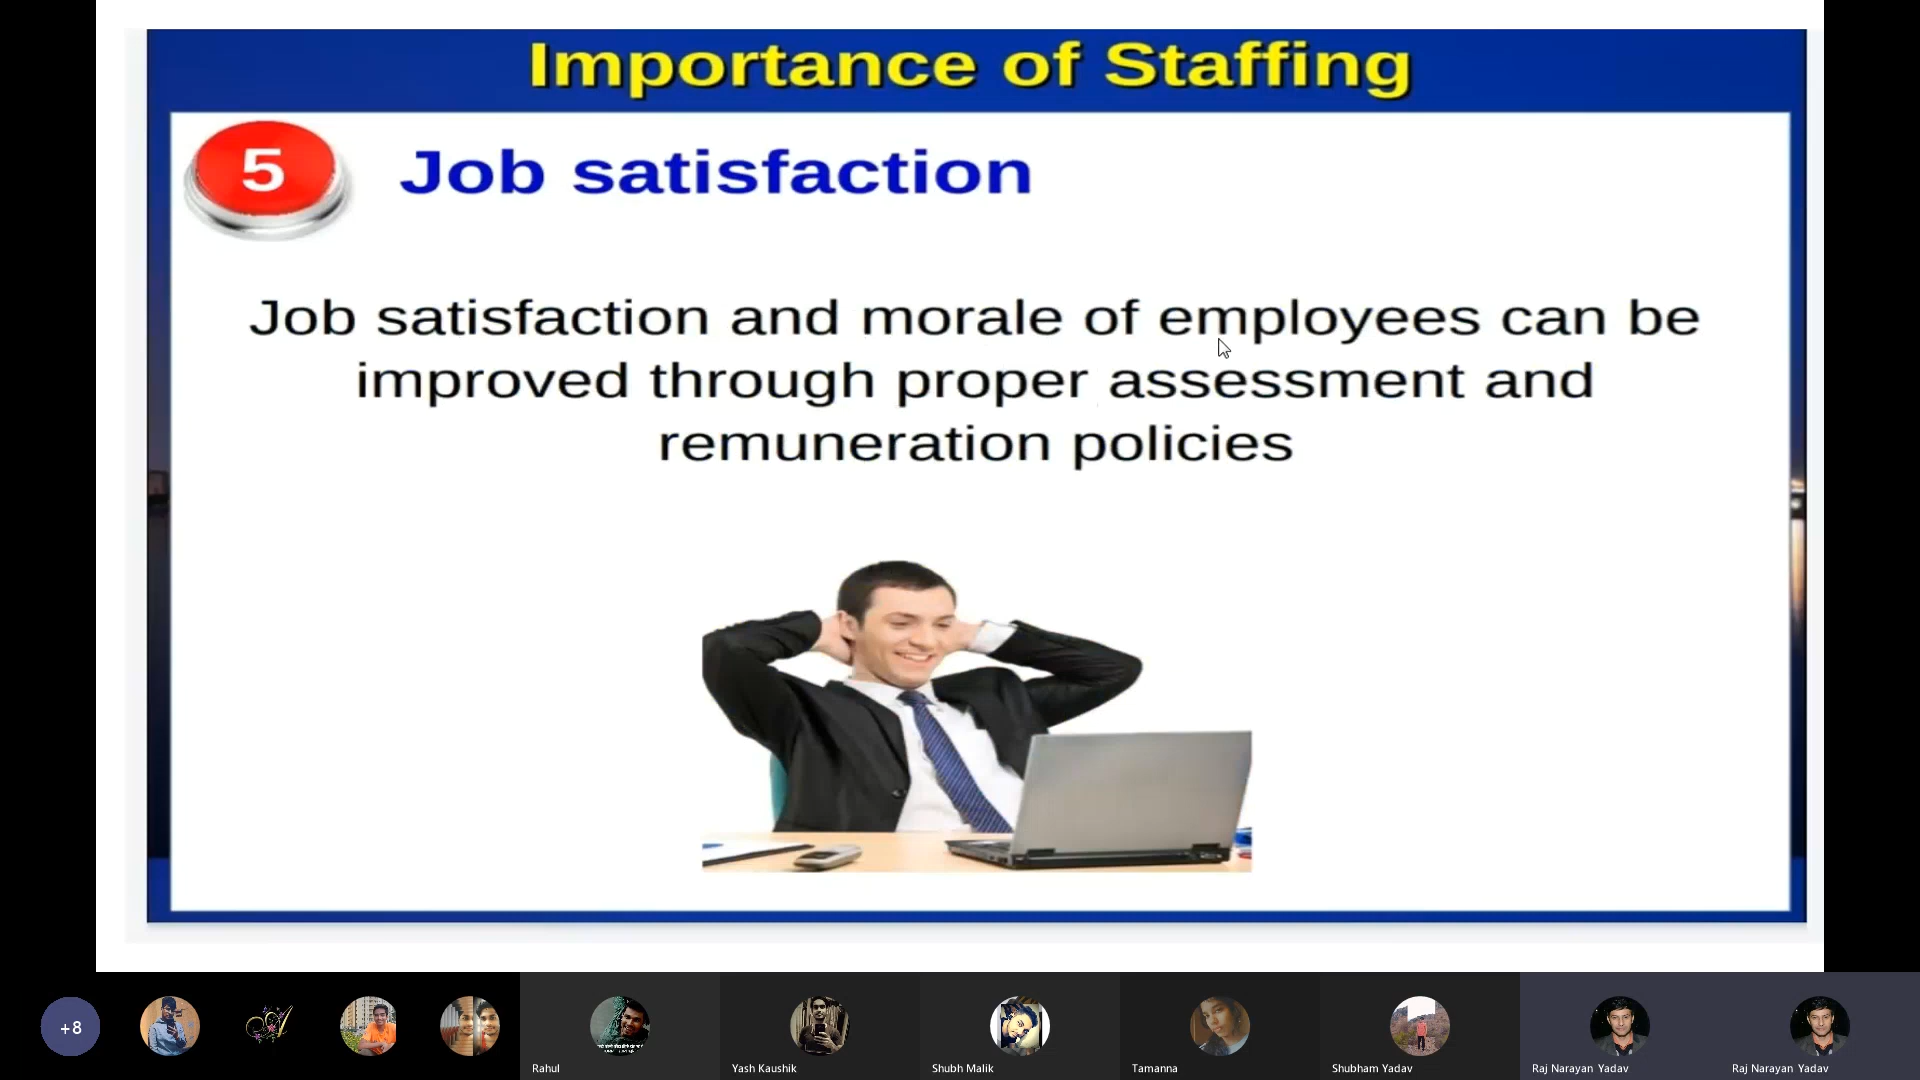 Importance of Staffing
5
Job satisfaction
Job satisfaction and morale of employees can be
improved through proper assessment and
remuneration policies
+8
Rahul
Yash Kaushik
Shubh Malik
Tamanna
Shubham Yadav
Raj Narayan Yadav
Raj Narayan Yadav